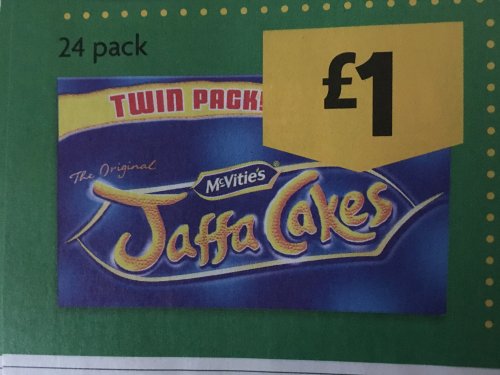 24 pack
£1
TWIN PACK!
The Original
McVitie's
Jaffa Cakes